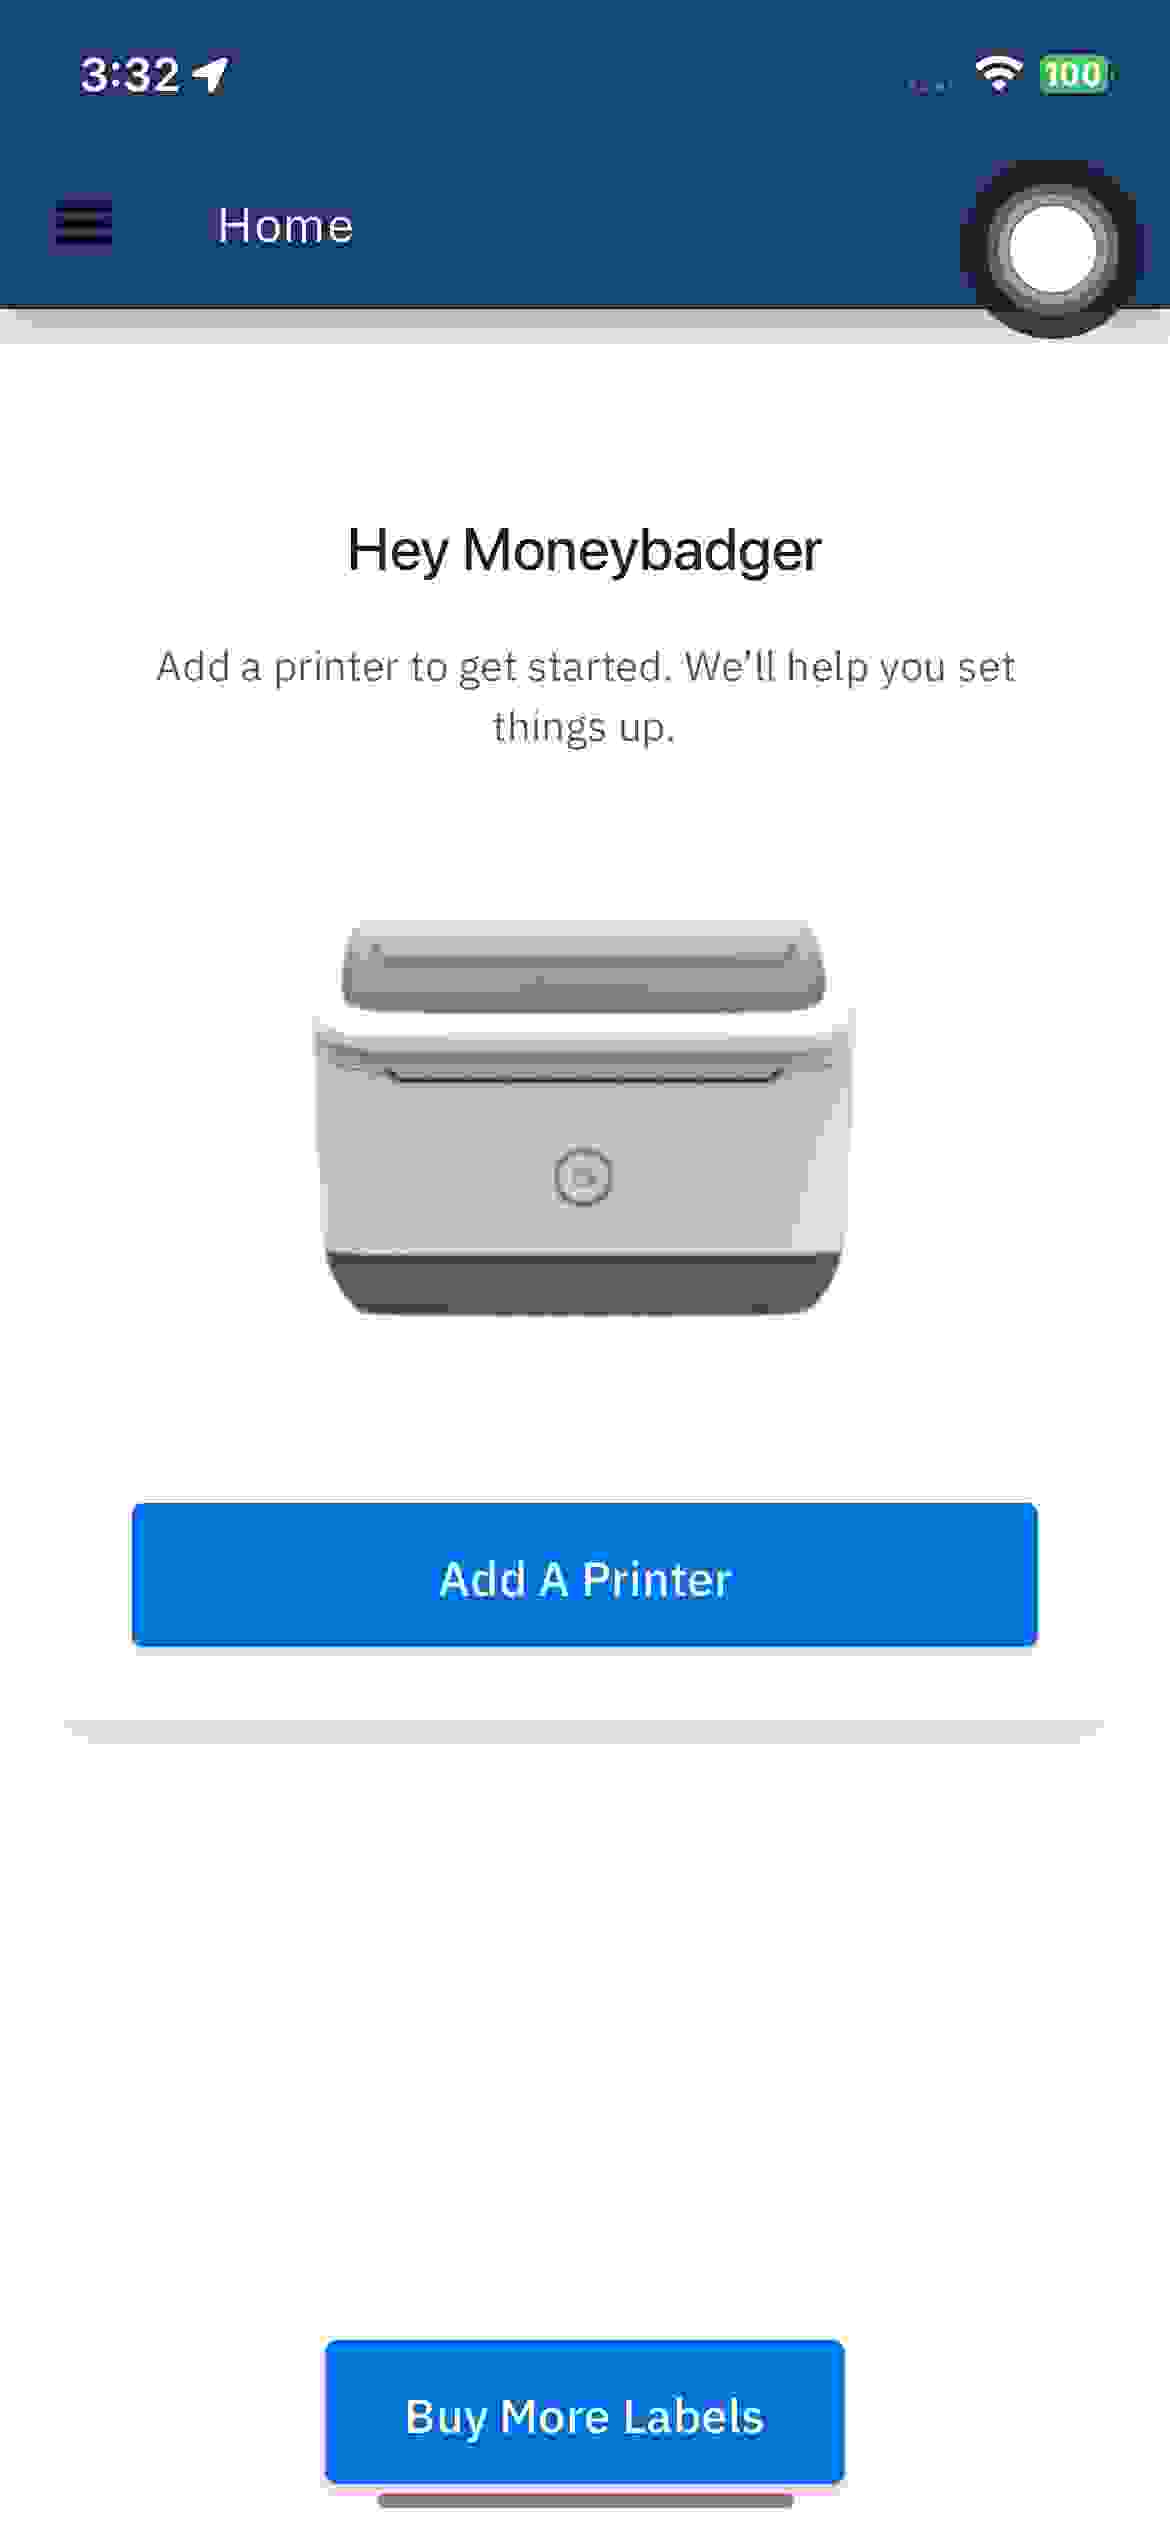 3:32
100
Home
Hey Moneybadger
Add a printer to get started. We'll help you set
things up.
Add A Printer
Buy More Labels